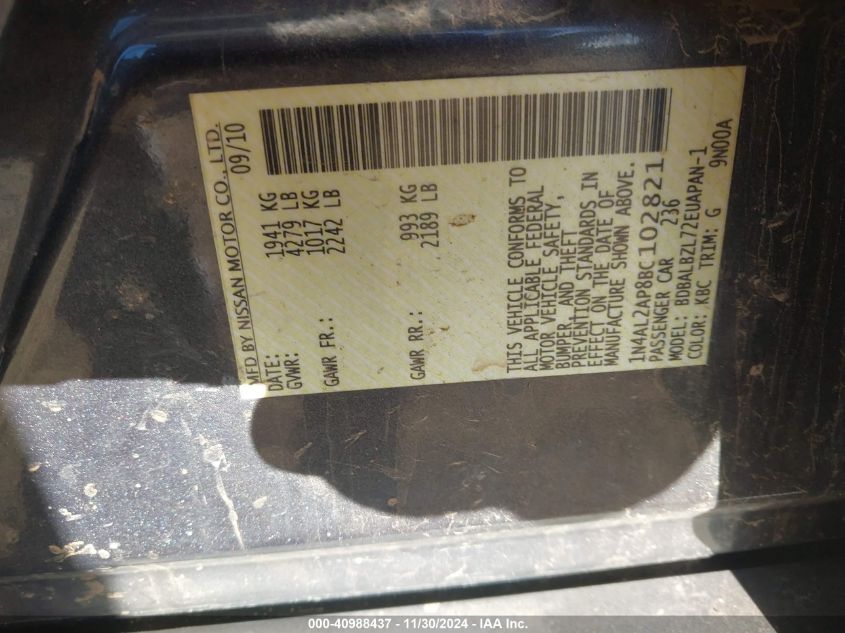 MFD BY NISSAN MOTOR CO., LTD.
DATE: 09/10
GVWR: 1941 KG
4279 LB
GAWR FR.: 1017 KG
2242 LB
GAWR RR.: 993 KG
2189 LB
THIS VEHICLE CONFORMS TO
ALL APPLICABLE FEDERAL
MOTOR VEHICLE SAFETY,
BUMPER, AND THEFT
PREVENTION STANDARDS IN
EFFECT ON THE DATE OF
MANUFACTURE SHOWN ABOVE.
1N4AL2AP8BC102821
PASSENGER CAR 236
MODEL: BDBALBZL72EUAPAN-1
COLOR: KBC TRIM: G 9N00A
000-40988437 - 11/30/2024 - IAA Inc.